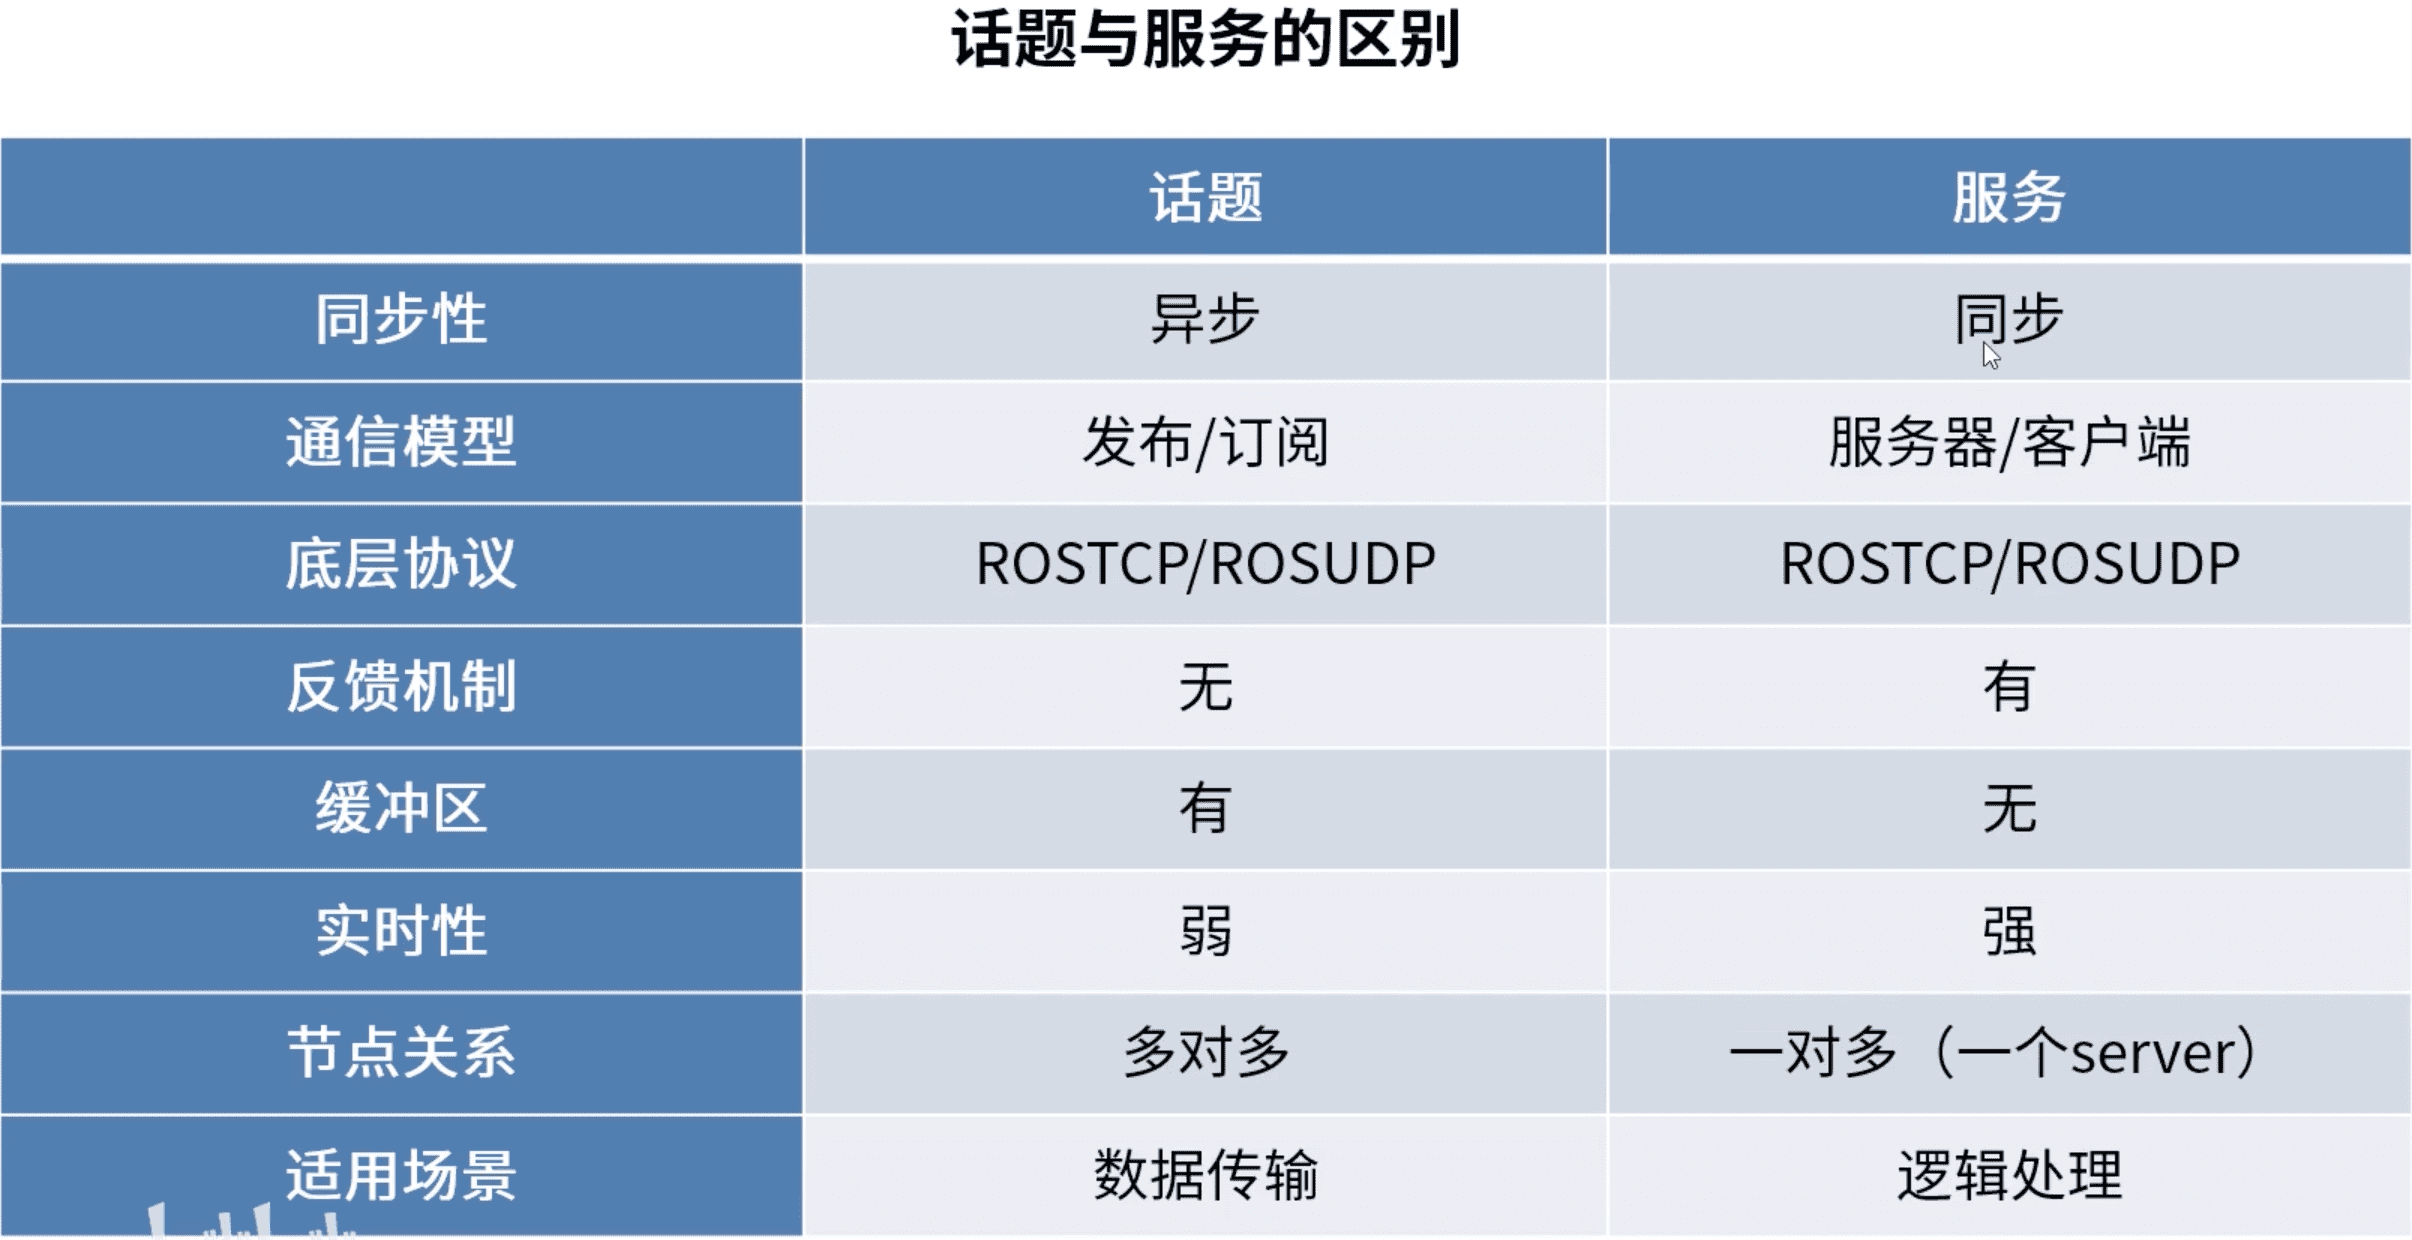 话题与服务的区别
话题 服务
同步性 异步 同步
通信模型 发布/订阅 服务器/客户端
底层协议 ROSTCP/ROSUDP ROSTCP/ROSUDP
反馈机制 无 有
缓冲区 有 无
实时性 弱 强
节点关系 多对多 一对多（一个server）
适用场景 数据传输 逻辑处理